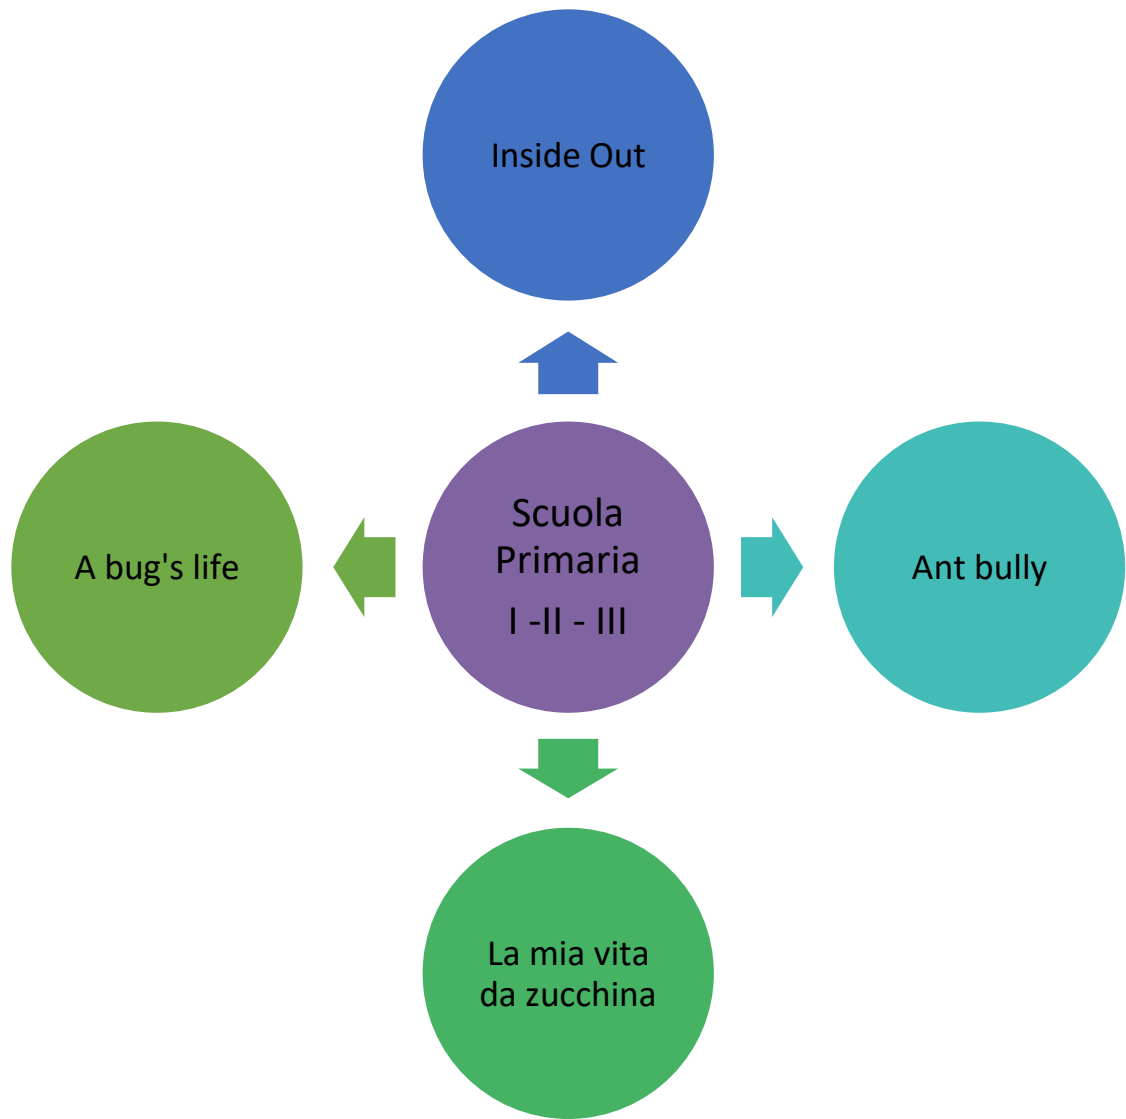 Inside Out
A bug's life
Scuola
Primaria
I -II - III
Ant bully
La mia vita
da zucchina